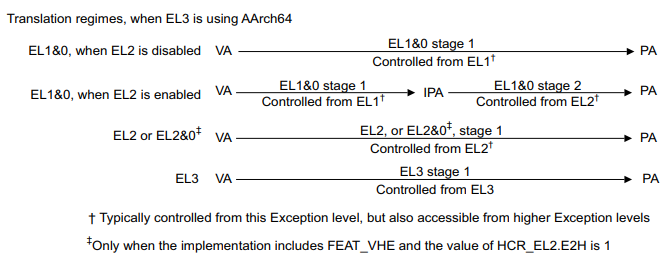 Translation regimes, when EL3 is using AArch64
EL1&0 stage 1
EL1&0, when EL2 is disabled VA PA
Controlled from EL1†
EL1&0 stage 1 EL1&0 stage 2
EL1&0, when EL2 is enabled VA IPA PA
Controlled from EL1† Controlled from EL2†
EL2, or EL2&0‡, stage 1
EL2 or EL2&0‡ VA PA
Controlled from EL2†
EL3 stage 1
EL3 VA PA
Controlled from EL3
† Typically controlled from this Exception level, but also accessible from higher Exception levels
‡Only when the implementation includes FEAT_VHE and the value of HCR_EL2.E2H is 1